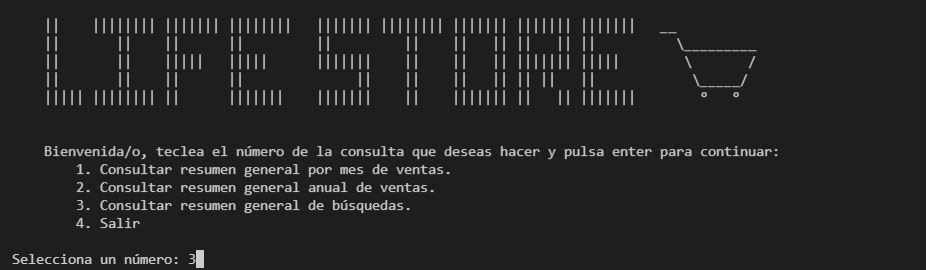 LIFE STORE
Bienvenida/o, teclea el número de la consulta que deseas hacer y pulsa enter para continuar:
1. Consultar resumen general por mes de ventas.
2. Consultar resumen general anual de ventas.
3. Consultar resumen general de búsquedas.
4. Salir
Selecciona un número: 3